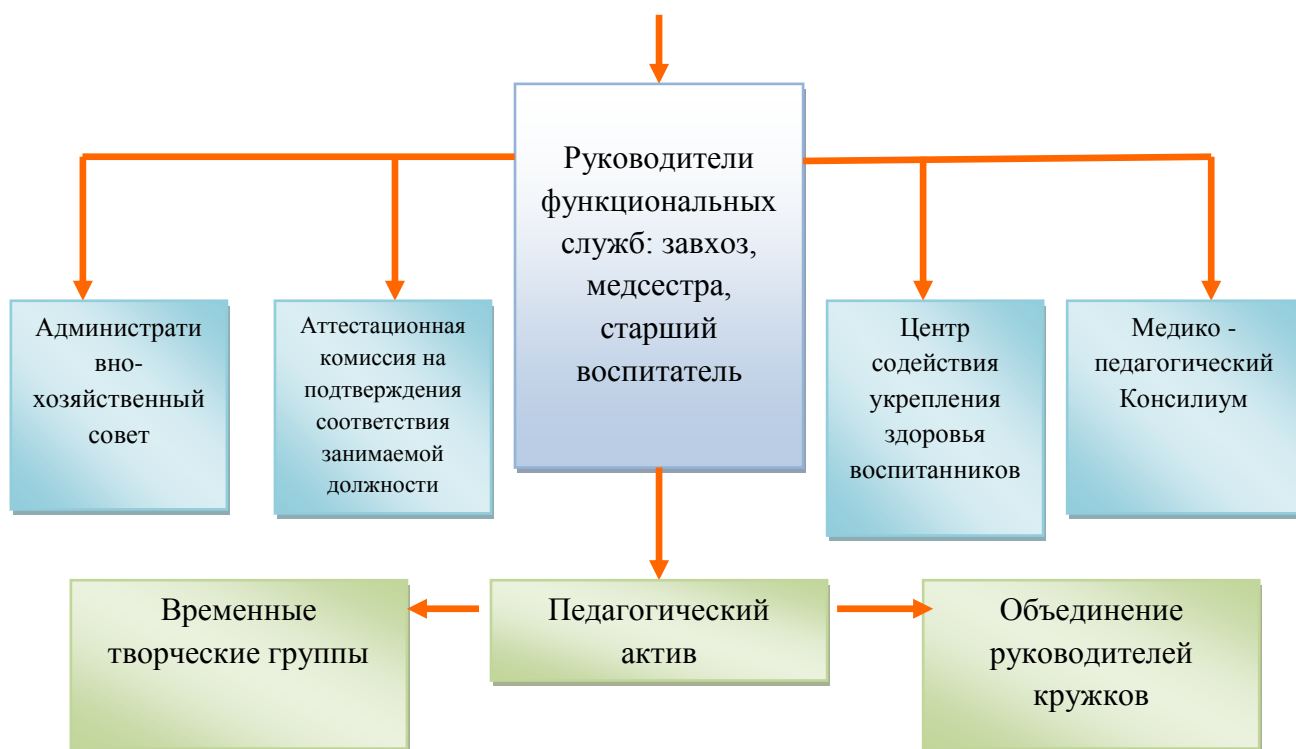 Руководители
функциональных
служб: завхоз,
медсестра,
старший
воспитатель
Администрати
вно-
хозяйственный
совет
Аттестационная
комиссия на
подтверждения
соответствия
занимаемой
должности
Центр
содействия
укрепления
здоровья
воспитанников
Медико -
педагогический
Консилиум
Временные
творческие группы
Педагогический
актив
Объединение
руководителей
кружков